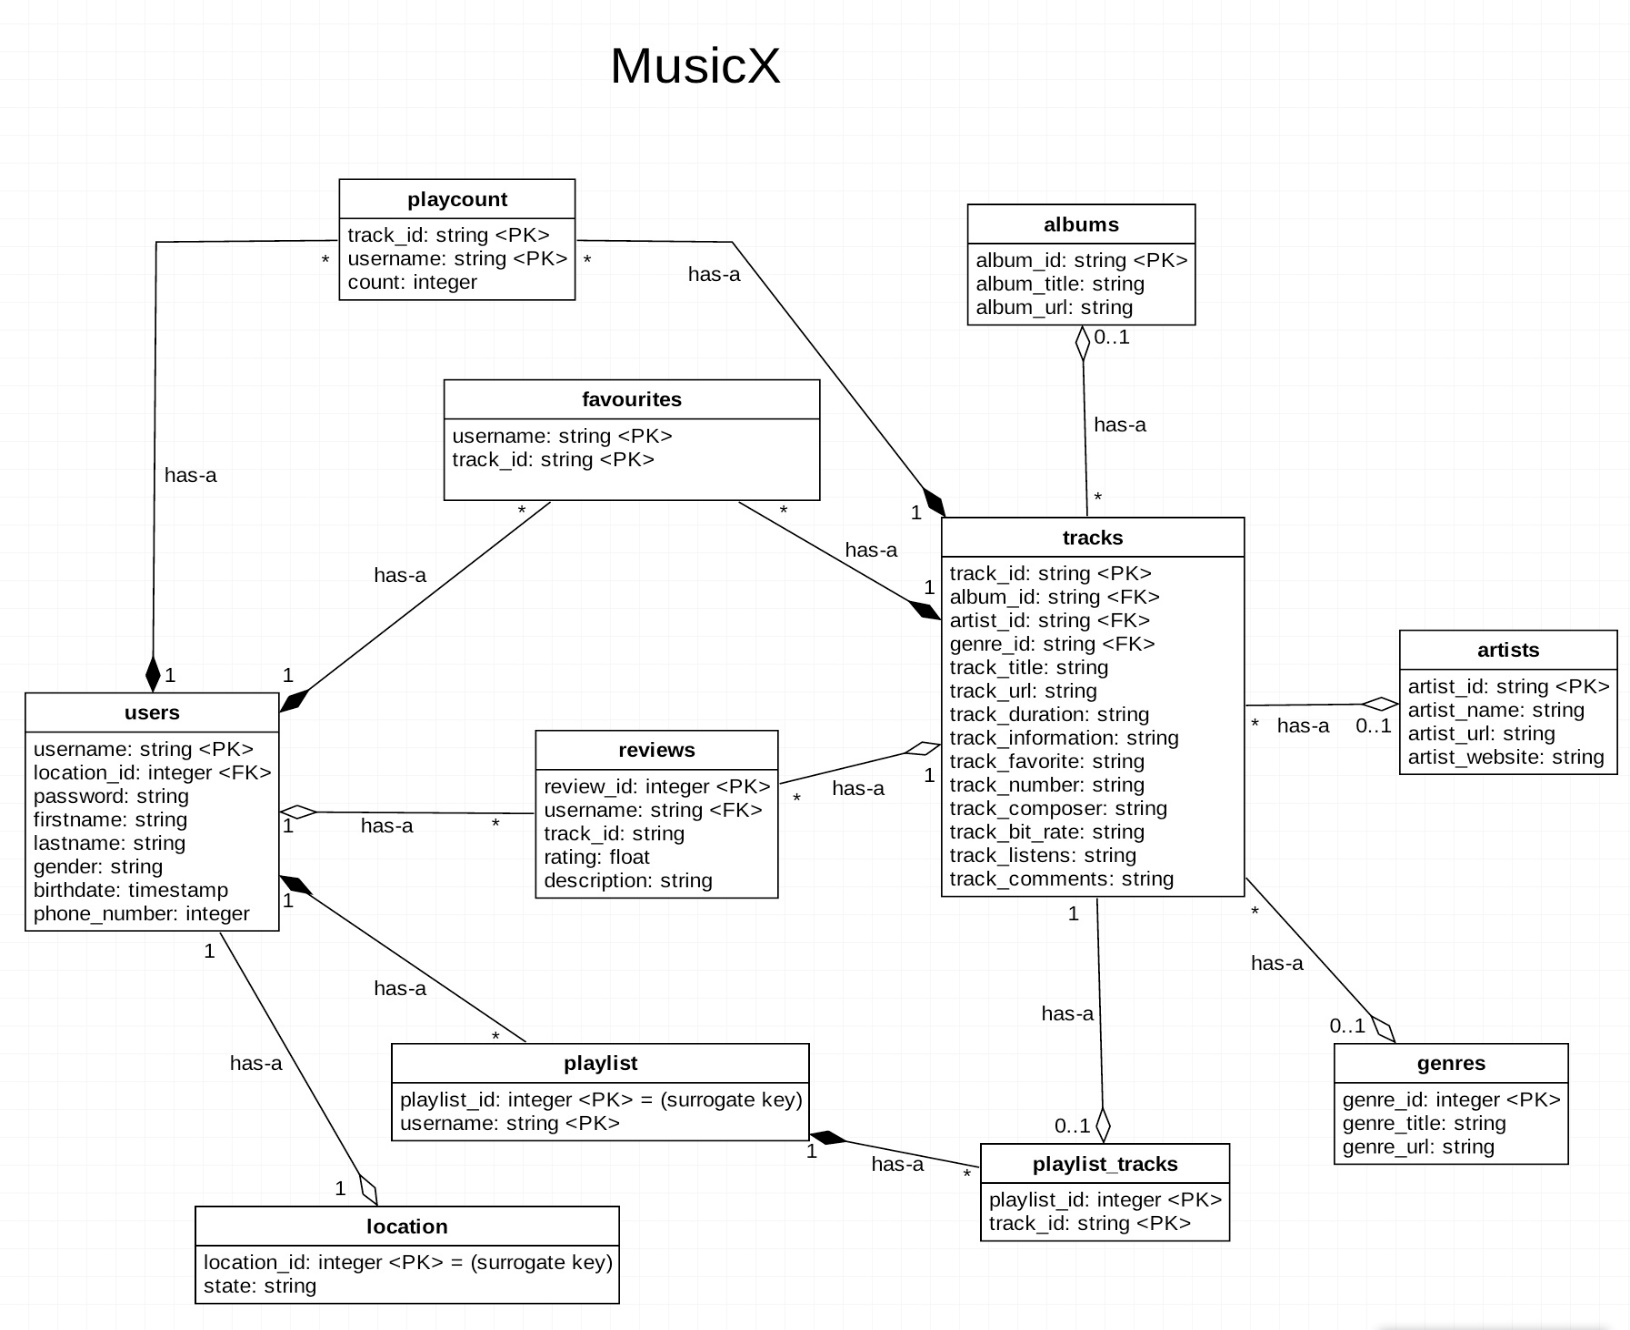 MusicX
playcount
track_id: string <PK>
username: string <PK>
count: integer
*
*
has-a
has-a
albums
album_id: string <PK>
album_title: string
album_url: string
0..1
has-a
*
favourites
username: string <PK>
track_id: string <PK>
*
*
has-a
has-a
1
1
1
1
tracks
track_id: string <PK>
album_id: string <FK>
artist_id: string <FK>
genre_id: string <FK>
track_title: string
track_url: string
track_duration: string
track_information: string
track_favorite: string
track_number: string
track_composer: string
track_bit_rate: string
track_listens: string
track_comments: string
artists
artist_id: string <PK>
artist_name: string
artist_url: string
artist_website: string
* has-a 0..1
users
username: string <PK>
location_id: integer <FK>
password: string
firstname: string
lastname: string
gender: string
birthdate: timestamp
phone_number: integer
reviews
review_id: integer <PK>
username: string <FK>
track_id: string
rating: float
description: string
1 has-a *
* has-a 1
1
has-a
*
1
has-a
1
playlist
playlist_id: integer <PK> = (surrogate key)
username: string <PK>
1 has-a *
1
has-a
0..1
playlist_tracks
playlist_id: integer <PK>
track_id: string <PK>
*
has-a
0..1
genres
genre_id: integer <PK>
genre_title: string
genre_url: string
location
location_id: integer <PK> = (surrogate key)
state: string